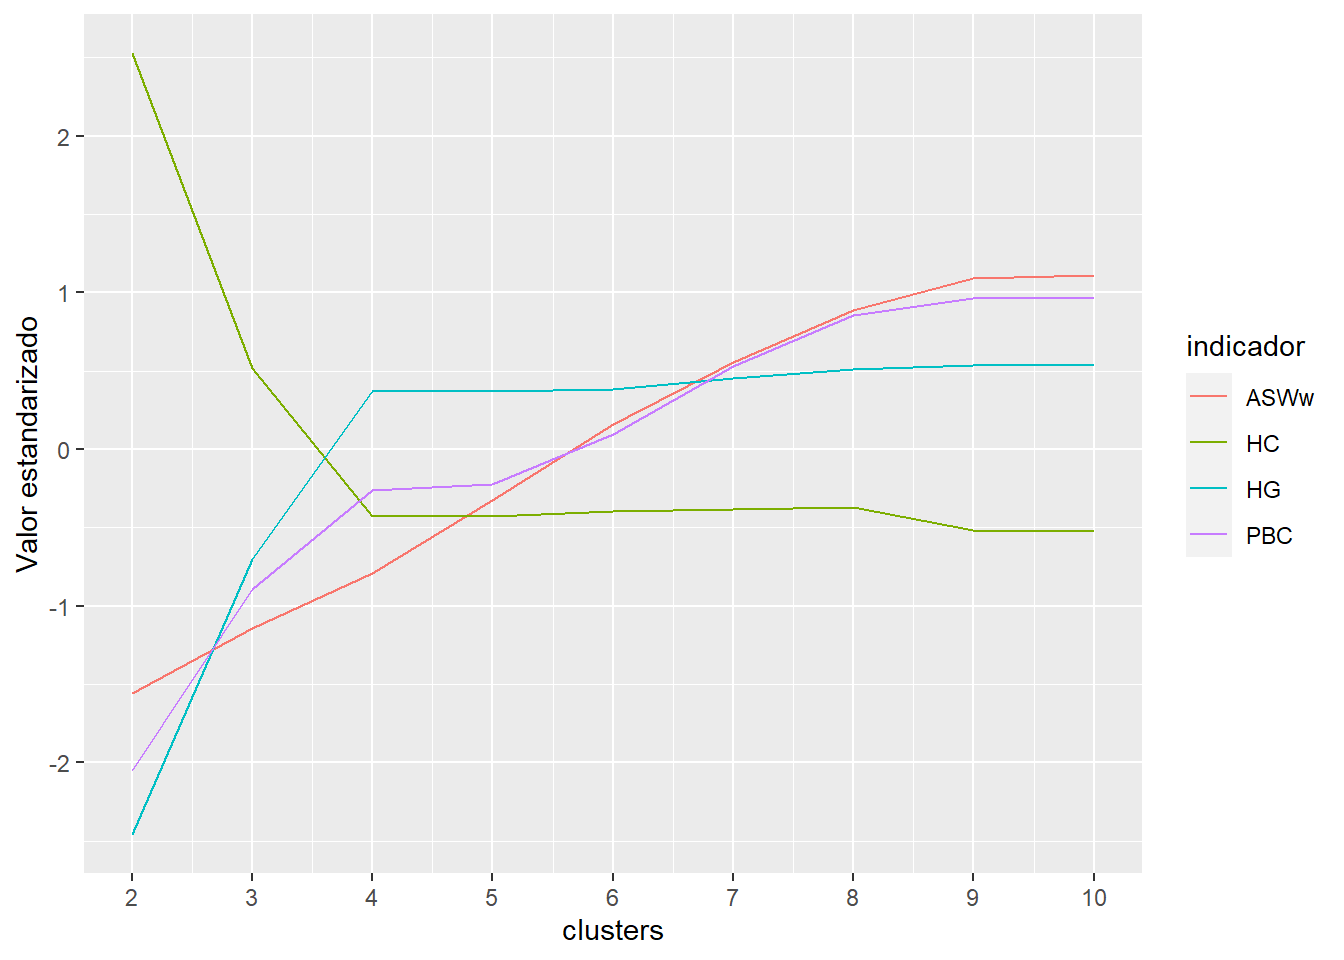 Valor estandarizado
2
1
0
-1
-2
2 3 4 5 6 7 8 9 10
clusters
indicador
ASWw
HC
HG
PBC